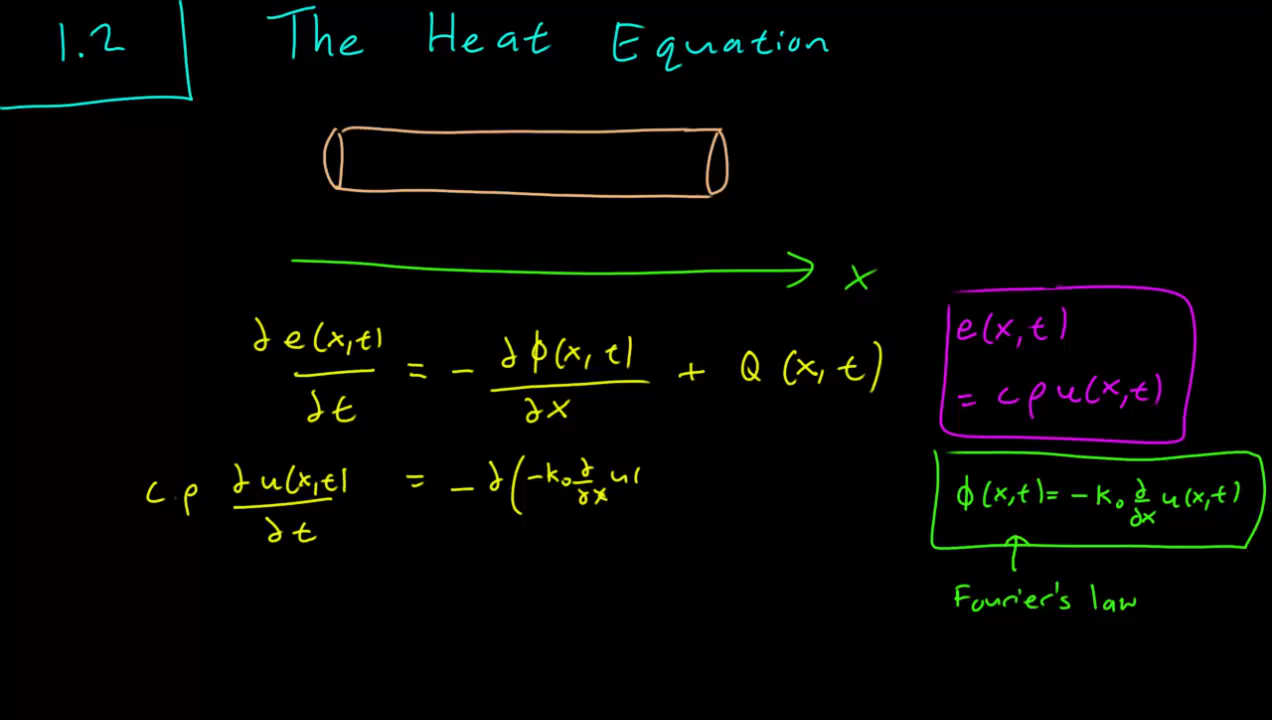 1.2 The Heat Equation
x
∂e(x,t)/∂t = - ∂ϕ(x,t)/∂x + Q(x,t)
e(x,t)
= cρu(x,t)
c·ρ ∂u(x,t)/∂t = - ∂(-K₀ ∂/∂x u(
ϕ(x,t) = -K₀ ∂/∂x u(x,t)
Fourier's law